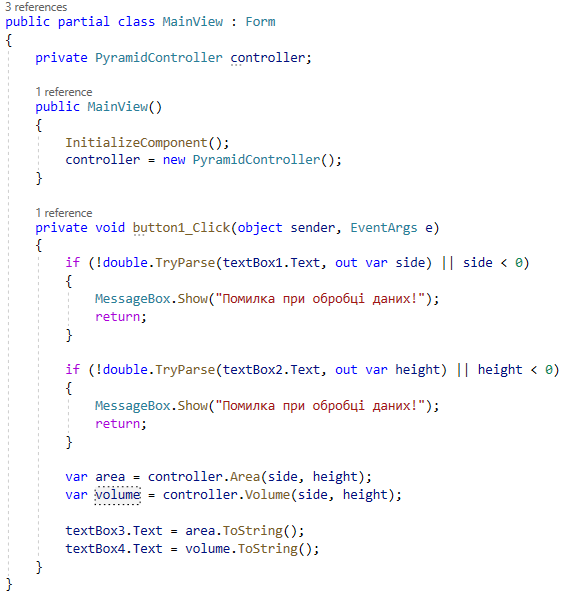 3 references
public partial class MainView : Form
{
private PyramidController controller;
1 reference
public MainView()
{
InitializeComponent();
controller = new PyramidController();
}
1 reference
private void button1_Click(object sender, EventArgs e)
{
if (!double.TryParse(textBox1.Text, out var side) || side < 0)
{
MessageBox.Show("Помилка при обробці даних!");
return;
}
if (!double.TryParse(textBox2.Text, out var height) || height < 0)
{
MessageBox.Show("Помилка при обробці даних!");
return;
}
var area = controller.Area(side, height);
var volume = controller.Volume(side, height);
textBox3.Text = area.ToString();
textBox4.Text = volume.ToString();
}
}